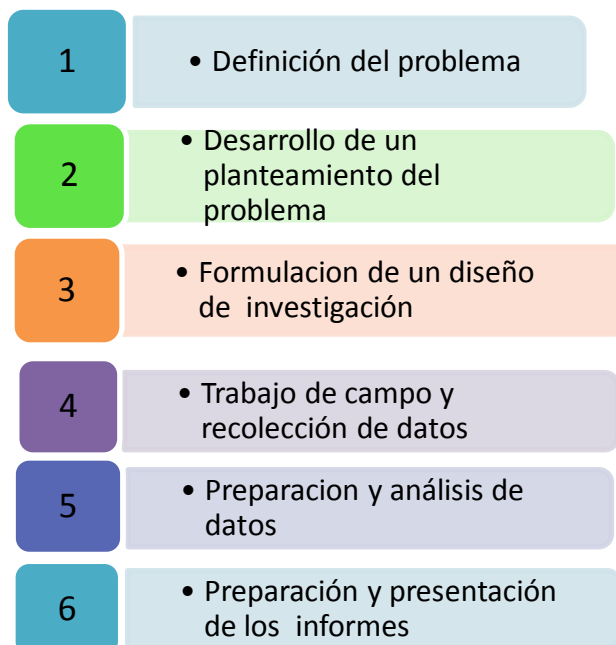 1
• Definición del problema
2
• Desarrollo de un
planteamiento del
problema
3
• Formulacion de un diseño
de investigación
4
• Trabajo de campo y
recolección de datos
5
• Preparacion y análisis de
datos
6
• Preparación y presentación
de los informes